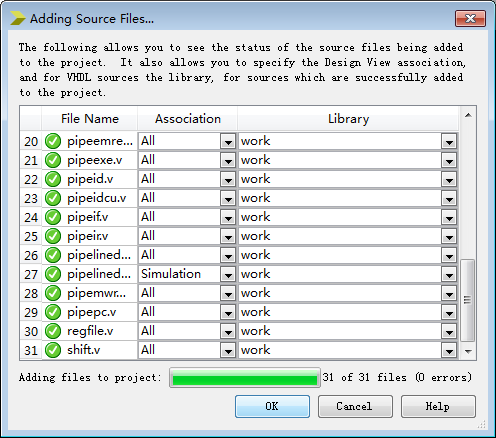 Adding Source Files...
The following allows you to see the status of the source files being added
to the project.  It also allows you to specify the Design View association,
and for VHDL sources the library, for sources which are successfully added
to the project.
File Name Association Library
20 pipeemre... All work
21 pipeexe.v All work
22 pipeid.v All work
23 pipeidcu.v All work
24 pipeif.v All work
25 pipeir.v All work
26 pipelined... All work
27 pipelined... Simulation work
28 pipemwr... All work
29 pipepc.v All work
30 regfile.v All work
31 shift.v All work
Adding files to project: 31 of 31 files (0 errors)
OK Cancel Help